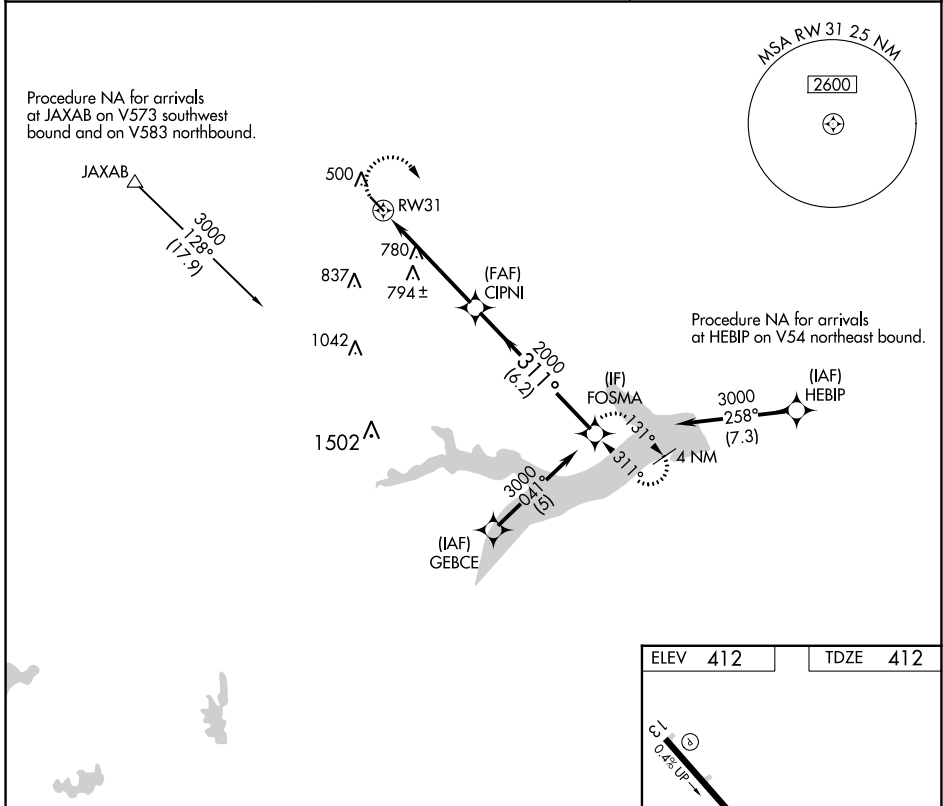 MSA RW 31 25 NM
2600
Procedure NA for arrivals
at JAXAB on V573 southwest
bound and on V583 northbound.
JAXAB
3000
128°
(17.9)
500
RW31
780
837
794±
(FAF)
CIPNI
1042
2000
311°
(6.2)
Procedure NA for arrivals
at HEBIP on V54 northeast bound.
(IF)
FOSMA
(IAF)
HEBIP
3000
258°
(7.3)
131°
311°
4 NM
1502
3000
041°
(5)
(IAF)
GEBCE
ELEV 412
TDZE 412
13
P
0.4% UP